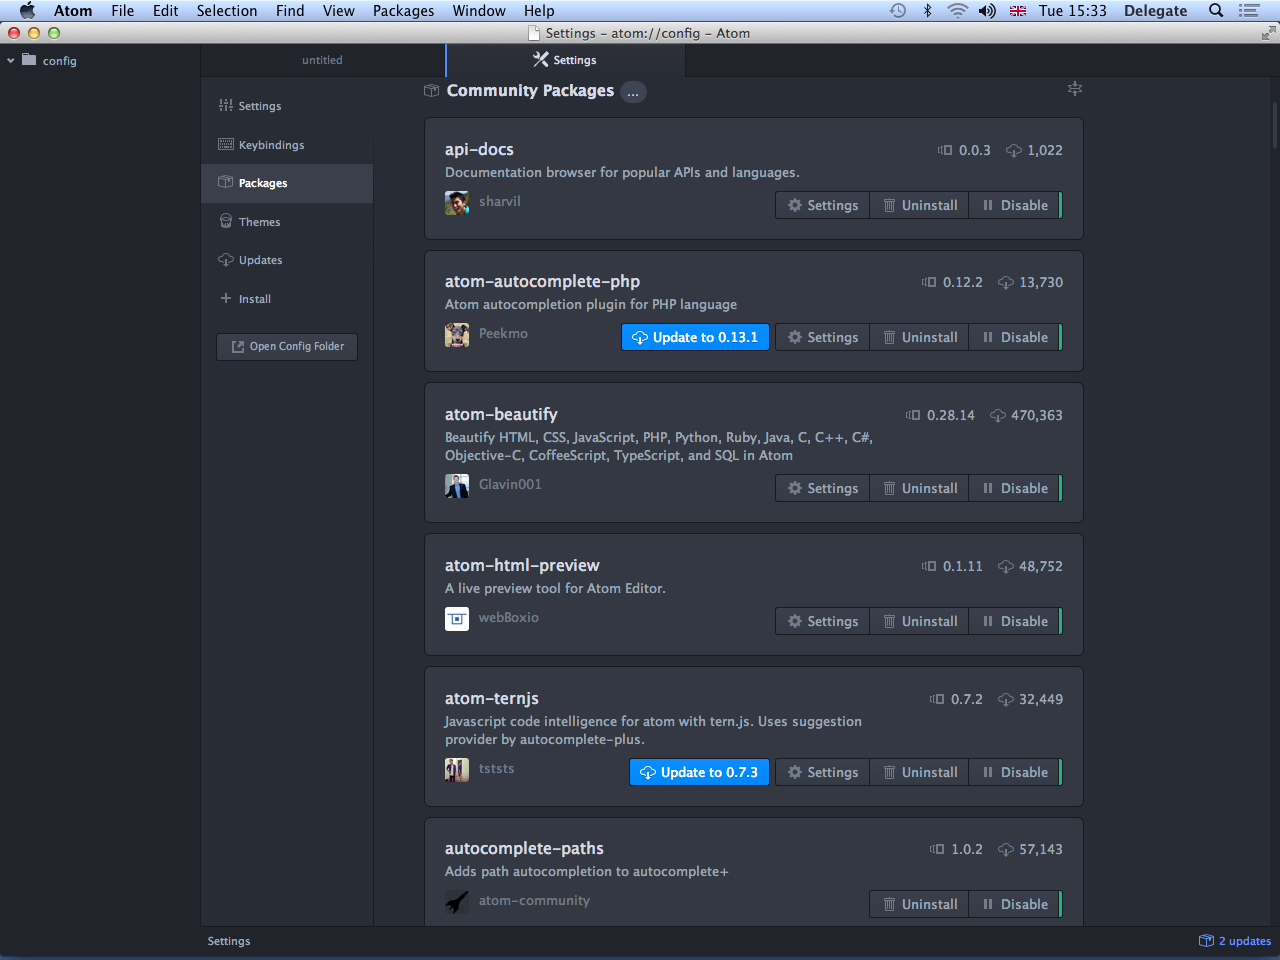 Atom File Edit Selection Find View Packages Window Help Tue 15:33 Delegate
Settings – atom://config – Atom
config
untitled
Settings
Settings
Keybindings
Packages
Themes
Updates
Install
Open Config Folder
Community Packages ...
api-docs 0.0.3 1,022
Documentation browser for popular APIs and languages.
sharvil Settings Uninstall Disable
atom-autocomplete-php 0.12.2 13,730
Atom autocompletion plugin for PHP language
Peekmo Update to 0.13.1 Settings Uninstall Disable
atom-beautify 0.28.14 470,363
Beautify HTML, CSS, JavaScript, PHP, Python, Ruby, Java, C, C++, C#,
Objective-C, CoffeeScript, TypeScript, and SQL in Atom
Glavin001 Settings Uninstall Disable
atom-html-preview 0.1.11 48,752
A live preview tool for Atom Editor.
webBoxio Settings Uninstall Disable
atom-ternjs 0.7.2 32,449
Javascript code intelligence for atom with tern.js. Uses suggestion
provider by autocomplete-plus.
tststs Update to 0.7.3 Settings Uninstall Disable
autocomplete-paths 1.0.2 57,143
Adds path autocompletion to autocomplete+
atom-community Uninstall Disable
Settings
2 updates